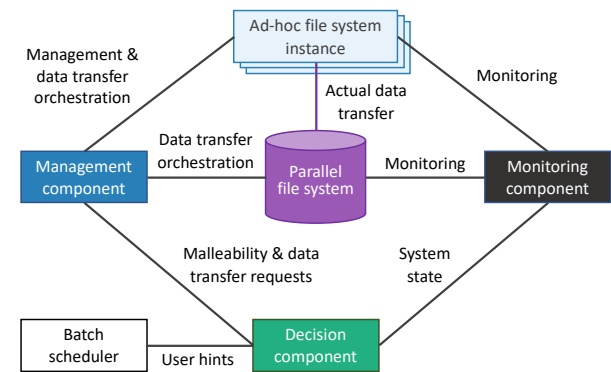 Ad-hoc file system
instance
Management &
data transfer
orchestration
Monitoring
Actual data
transfer
Data transfer
orchestration
Monitoring
Management
component
Parallel
file system
Monitoring
component
Malleability & data
transfer requests
System
state
Batch
scheduler
User hints
Decision
component